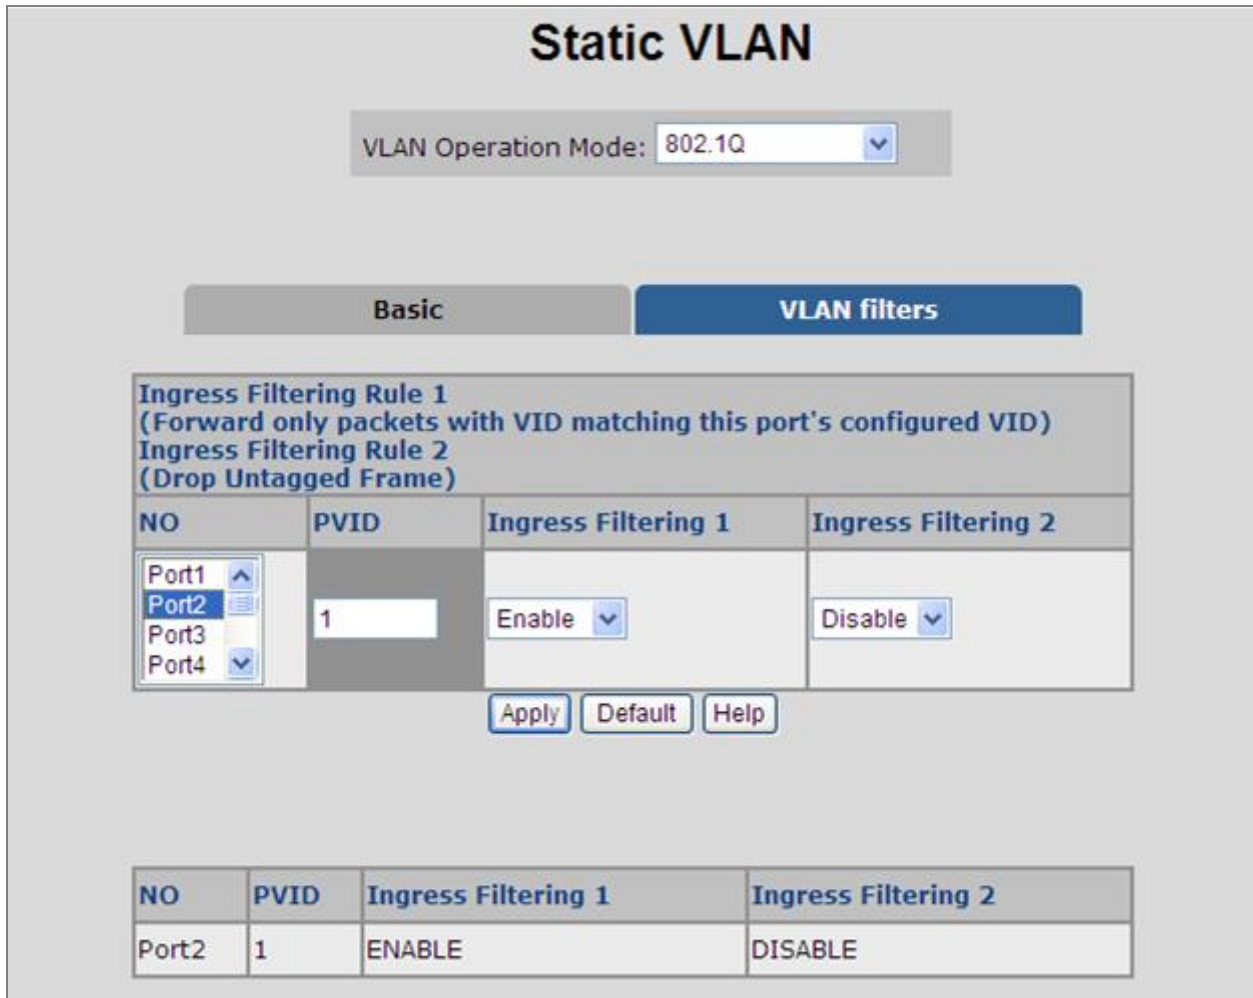 Static VLAN
VLAN Operation Mode: 802.1Q
Basic VLAN filters
Ingress Filtering Rule 1
(Forward only packets with VID matching this port's configured VID)
Ingress Filtering Rule 2
(Drop Untagged Frame)
NO PVID Ingress Filtering 1 Ingress Filtering 2
Port1
Port2
Port3
Port4
1 Enable Disable
Apply Default Help
NO PVID Ingress Filtering 1 Ingress Filtering 2
Port2 1 ENABLE DISABLE